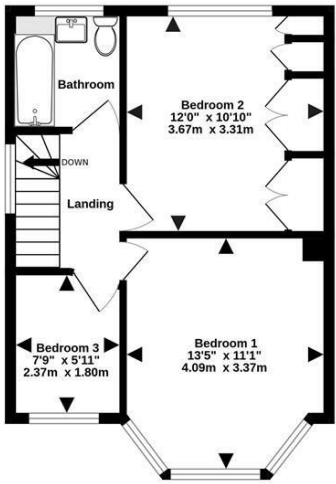 Bathroom
Bedroom 2
12'0" x 10'10"
3.67m x 3.31m
DOWN
Landing
Bedroom 3
7'9" x 5'11"
2.37m x 1.80m
Bedroom 1
13'5" x 11'1"
4.09m x 3.37m